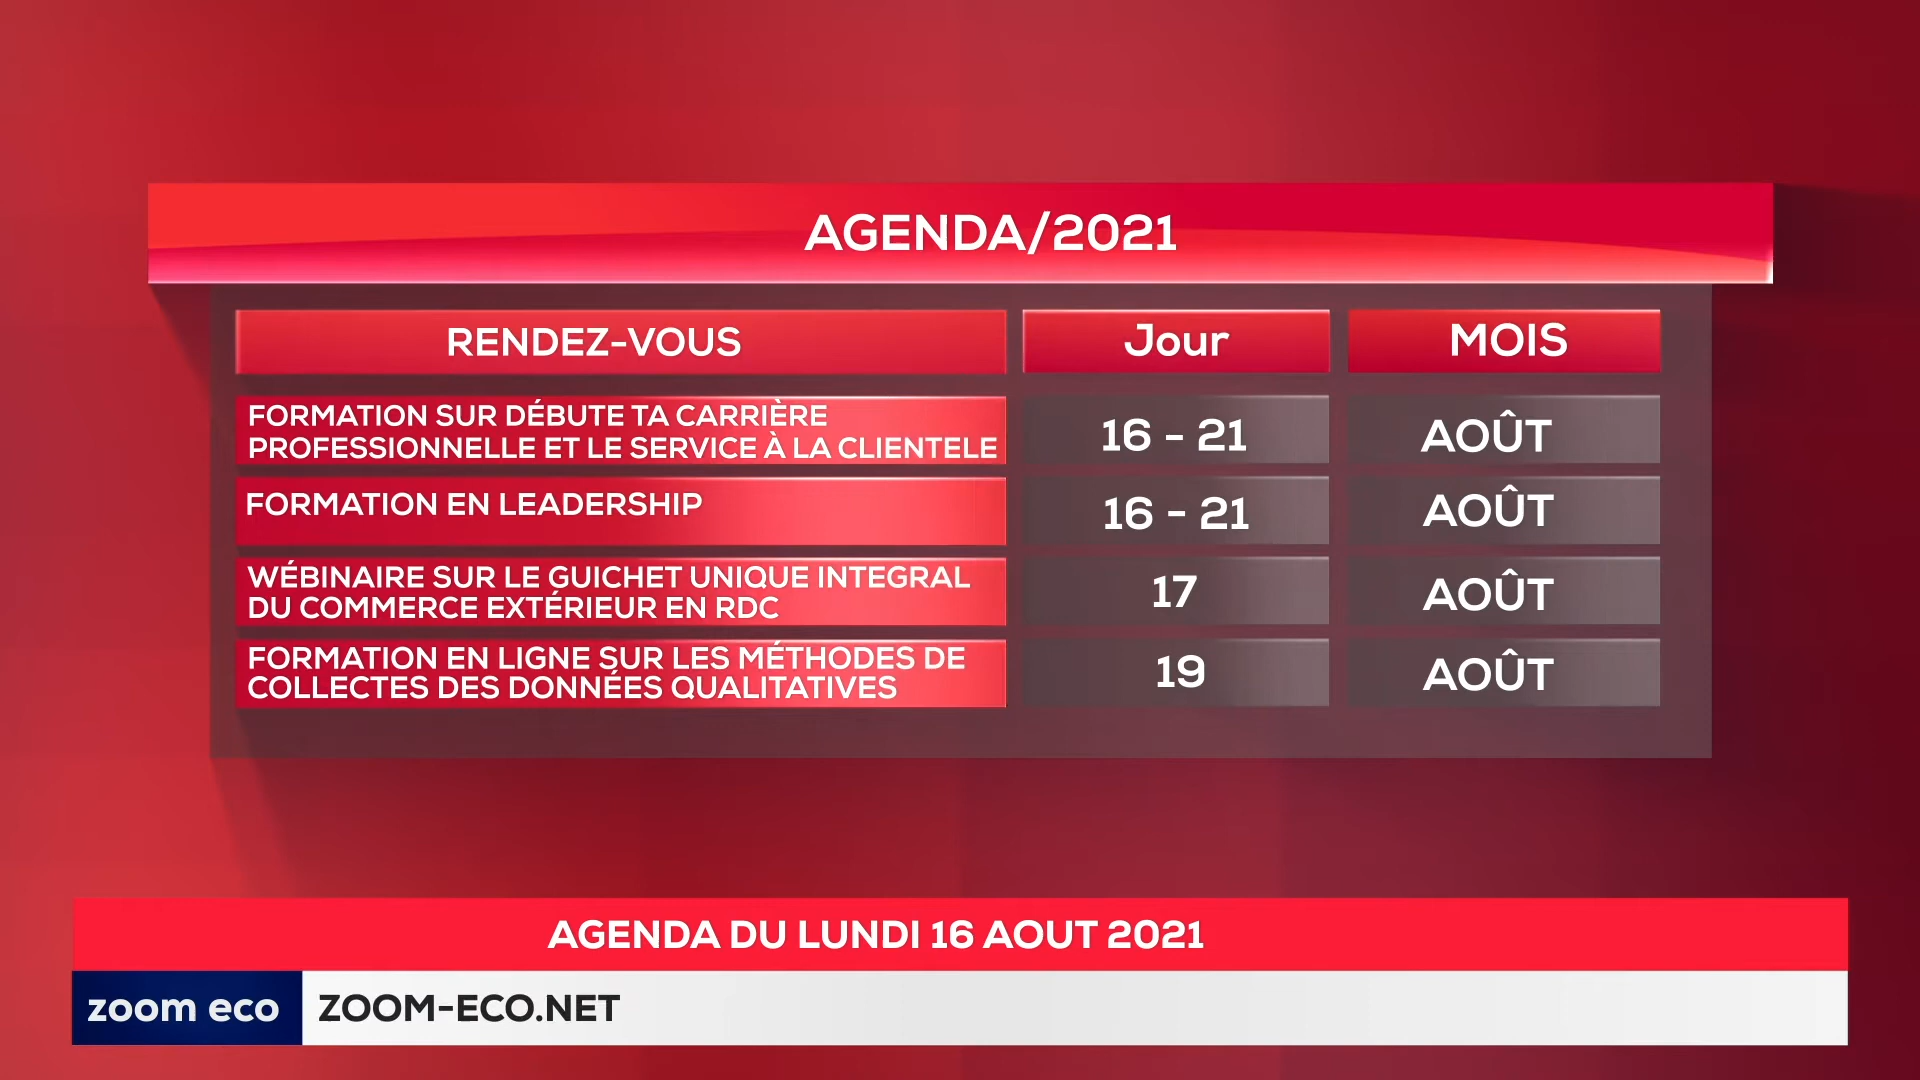 AGENDA/2021
RENDEZ-VOUS Jour MOIS
FORMATION SUR DÉBUTE TA CARRIÈRE
PROFESSIONNELLE ET LE SERVICE À LA CLIENTELE
16 - 21 AOÛT
FORMATION EN LEADERSHIP
16 - 21 AOÛT
WÉBINAIRE SUR LE GUICHET UNIQUE INTEGRAL
DU COMMERCE EXTÉRIEUR EN RDC
17 AOÛT
FORMATION EN LIGNE SUR LES MÉTHODES DE
COLLECTES DES DONNÉES QUALITATIVES
19 AOÛT
AGENDA DU LUNDI 16 AOUT 2021
zoom eco ZOOM-ECO.NET